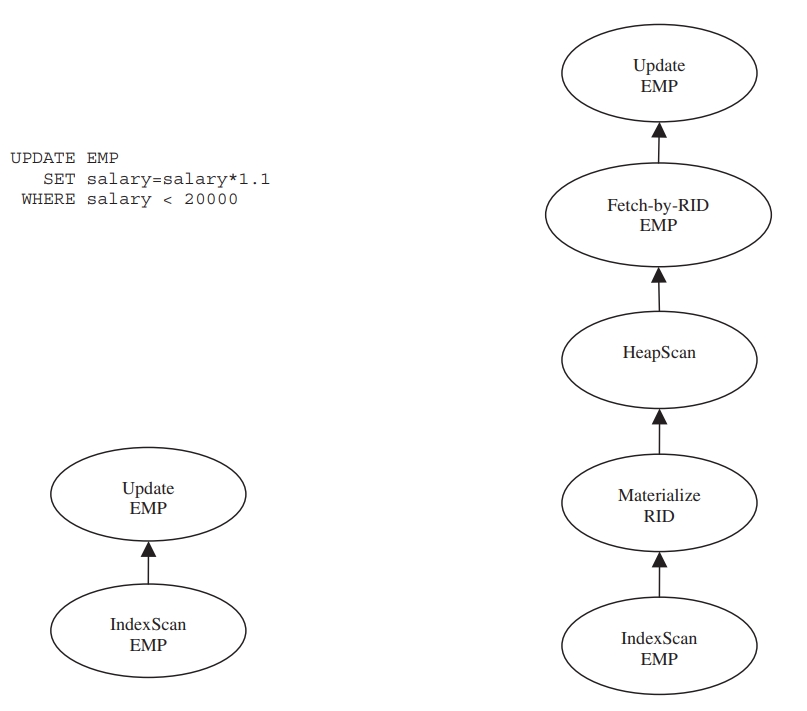 UPDATE EMP
SET salary=salary*1.1
WHERE salary < 20000
Update
EMP
IndexScan
EMP
Update
EMP
Fetch-by-RID
EMP
HeapScan
Materialize
RID
IndexScan
EMP